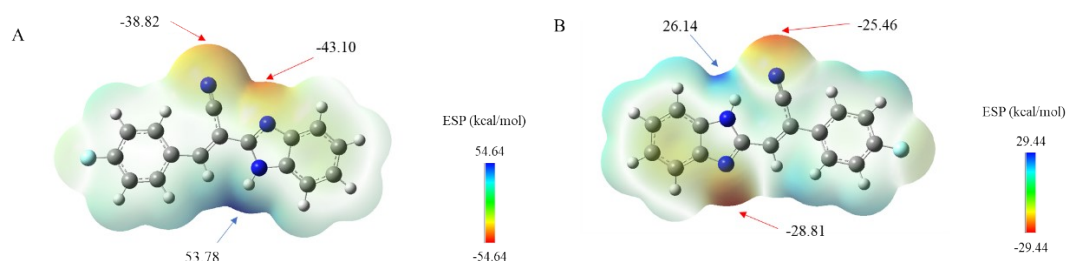 A
-38.82
-43.10
53.78
ESP (kcal/mol)
54.64
-54.64
B
26.14
-25.46
-28.81
ESP (kcal/mol)
29.44
-29.44